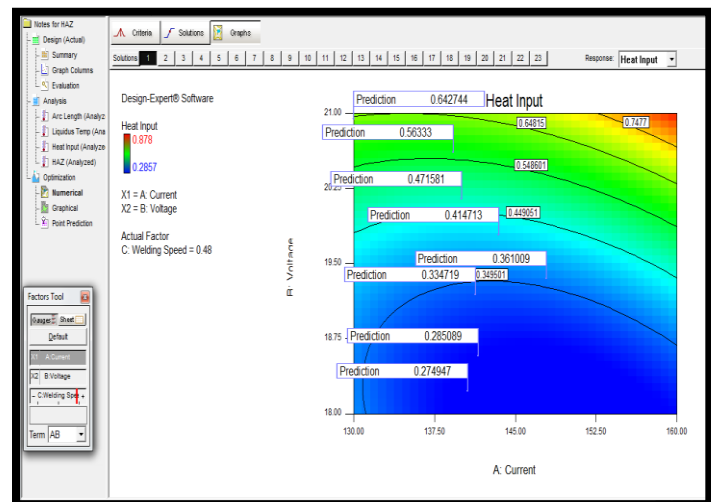 Notes for HAZ
Design (Actual)
Summary
Graph Columns
Evaluation
Analysis
Arc Length (Analyz
Liquidus Temp (Ana
Heat Input (Analyze
HAZ (Analyzed)
Optimization
Numerical
Graphical
Point Prediction
Criteria Solutions Graphs
Solutions 1 2 3 4 5 6 7 8 9 10 11 12 13 14 15 16 17 18 19 20 21 22 23 Response: Heat Input
Design-Expert® Software
Heat Input
0.878
0.2857
X1 = A: Current
X2 = B: Voltage
Actual Factor
C: Welding Speed = 0.48
Heat Input
Prediction 0.642744
21.00
0.7477
0.64815
Prediction 0.56333
0.548601
Prediction 0.471581
20.25
Prediction 0.414713 0.449051
B: Voltage
Prediction 0.361009
19.50
Prediction 0.334719 0.349501
18.75
Prediction 0.285089
Prediction 0.274947
18.00
130.00 137.50 145.00 152.50 160.00
A: Current
Factors Tool
Sheet
Default
X1 A:Current
X2 B:Voltage
- C:Welding Spe +
Term AB